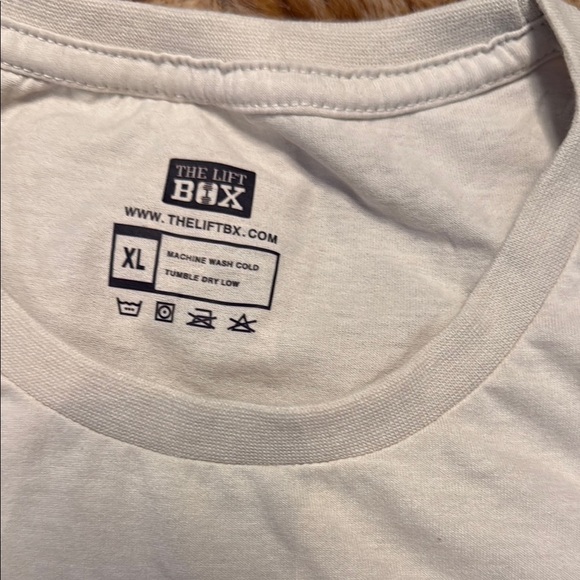 THE LIFT
BOX
WWW.THELIFTBX.COM
XL
MACHINE WASH COLD
TUMBLE DRY LOW